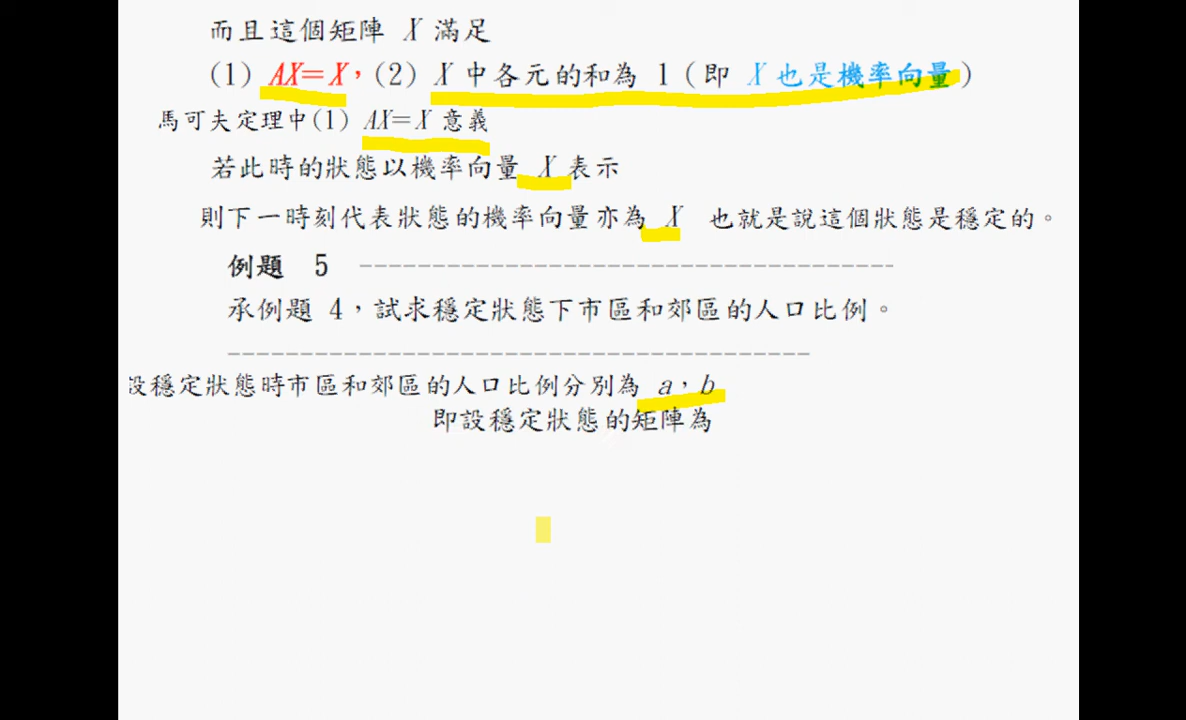 而且這個矩陣 X 滿足
(1) AX=X，(2) X 中各元的和為 1（即 X 也是機率向量）
馬可夫定理中(1) AX=X 意義
若此時的狀態以機率向量 X 表示
則下一時刻代表狀態的機率向量亦為 X 也就是說這個狀態是穩定的。
例題 5
承例題 4，試求穩定狀態下市區和郊區的人口比例。
設穩定狀態時市區和郊區的人口比例分別為 a，b
即設穩定狀態的矩陣為